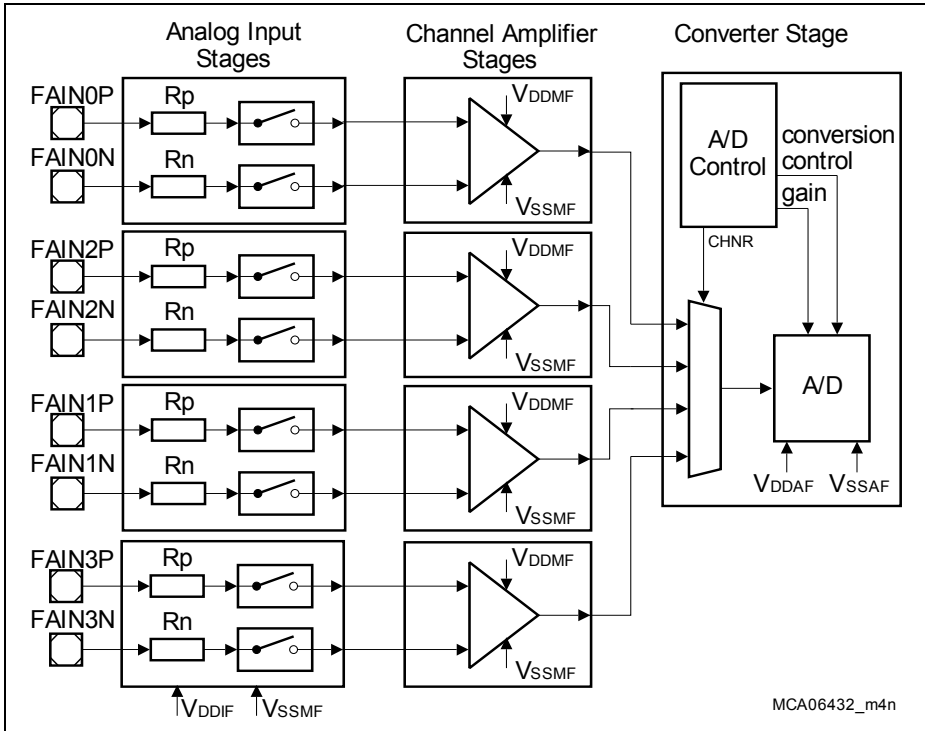 Analog Input
Stages
Channel Amplifier
Stages
Converter Stage
FAIN0P
Rp
FAIN0N
Rn
VDDMF
VSSMF
A/D
Control
conversion
control
gain
CHNR
FAIN2P
Rp
FAIN2N
Rn
VDDMF
VSSMF
A/D
VDDAF
VSSAF
FAIN1P
Rp
FAIN1N
Rn
VDDMF
VSSMF
FAIN3P
Rp
FAIN3N
Rn
VDDMF
VSSMF
VDDIF
VSSMF
MCA06432_m4n